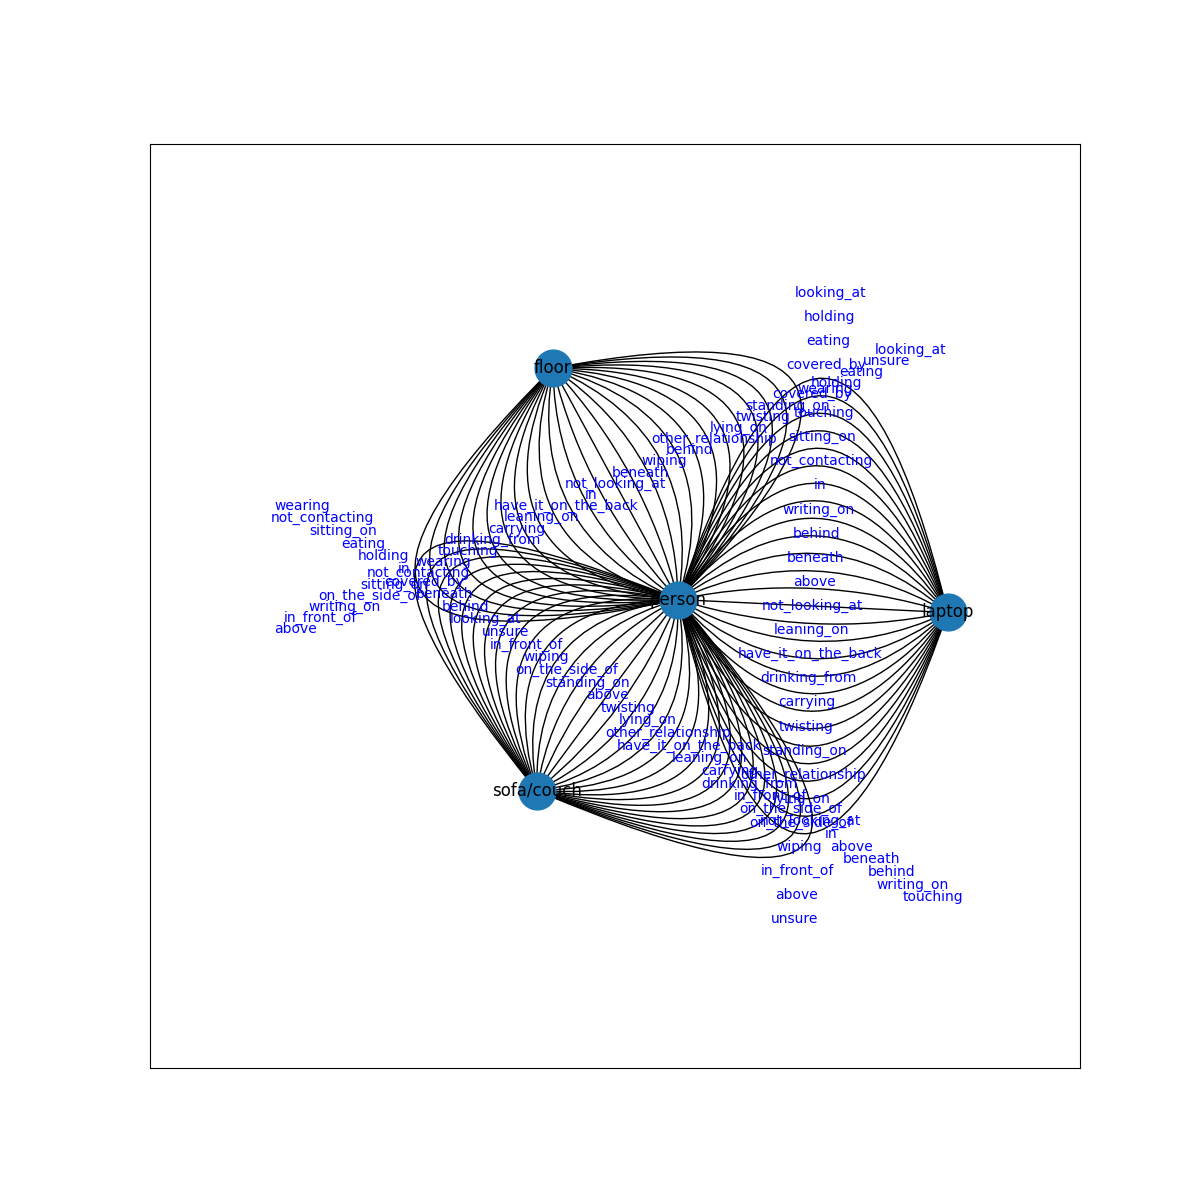 looking_at
holding
eating
looking_at
unsure
covered_by
floor
eating
holding
wearing
covered_by
standing_on
touching
twisting
lying_on
sitting_on
other_relationship
behind
not_contacting
wiping
beneath
not_looking_at
in
in
have_it_on_the_back
wearing
writing_on
leaning_on
not_contacting
carrying
sitting_on
behind
drinking_from
eating
touching
holding
beneath
wearing
in
not_contacting
covered_by
above
sitting_on
beneath
on_the_side_of
person
not_looking_at
writing_on
behind
laptop
in_front_of
looking_at
above
unsure
leaning_on
in_front_of
have_it_on_the_back
wiping
on_the_side_of
drinking_from
standing_on
above
carrying
twisting
lying_on
twisting
other_relationship
have_it_on_the_back
standing_on
leaning_on
carrying
other_relationship
drinking_from
sofa/couch
in_front_of
lying_on
on_the_side_of
not_looking_at
on_the_side_of
in
wiping
above
beneath
in_front_of
behind
writing_on
above
touching
unsure